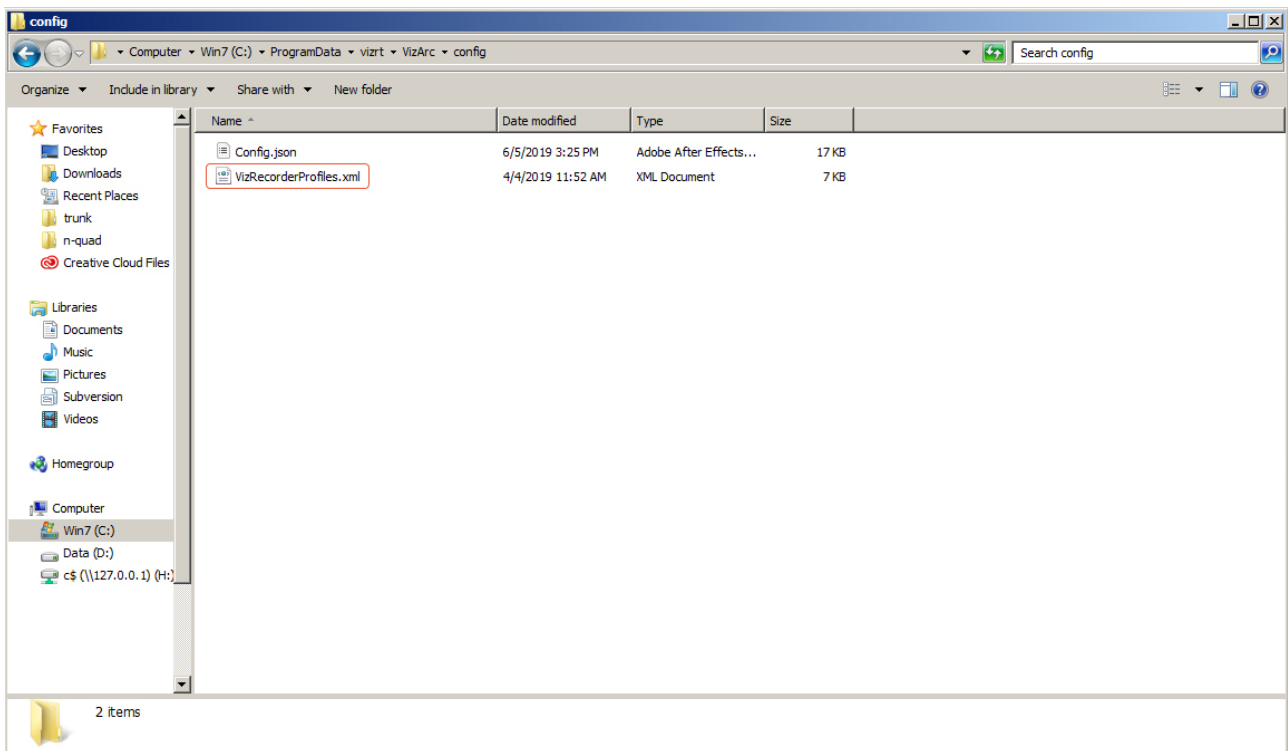 config
Computer Win7 (C:) ProgramData vizrt VizArc config
Search config
Organize Include in library Share with New folder
Favorites
Desktop
Downloads
Recent Places
trunk
n-quad
Creative Cloud Files
Libraries
Documents
Music
Pictures
Subversion
Videos
Homegroup
Computer
Win7 (C:)
Data (D:)
c$ (\\127.0.0.1) (H:)
Name Date modified Type Size
Config.json 6/5/2019 3:25 PM Adobe After Effects... 17 KB
VizRecorderProfiles.xml 4/4/2019 11:52 AM XML Document 7 KB
2 items